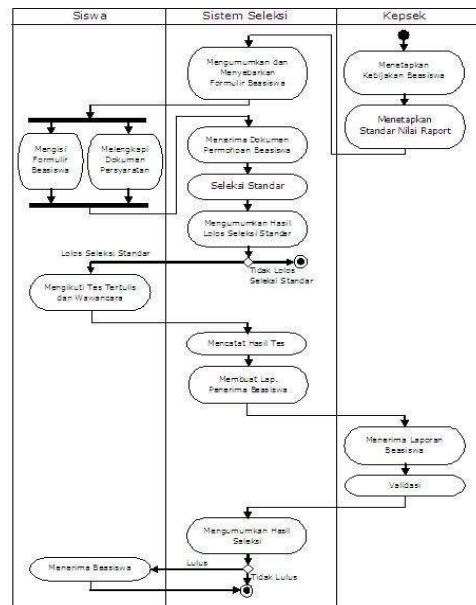 Siswa
Sistem Seleksi
Kepsek
Mengumumkan dan
Menyebarkan
Formulir Beasiswa
Menetapkan
Kebijakan Beasiswa
Menetapkan
Standar Nilai Raport
Mengisi
Formulir
Beasiswa
Melengkapi
Dokumen
Persyaratan
Menerima Dokumen
Permohonan Beasiswa
Seleksi Standar
Mengumumkan Hasil
Lolos Seleksi Standar
Lolos Seleksi Standar
Tidak Lolos
Seleksi Standar
Mengikuti Tes Tertulis
dan Wawancara
Mencatat Hasil Tes
Membuat Lap.
Penerima Beasiswa
Menerima Laporan
Beasiswa
Validasi
Mengumumkan Hasil
Seleksi
Lulus
Menerima Beasiswa
Tidak Lulus